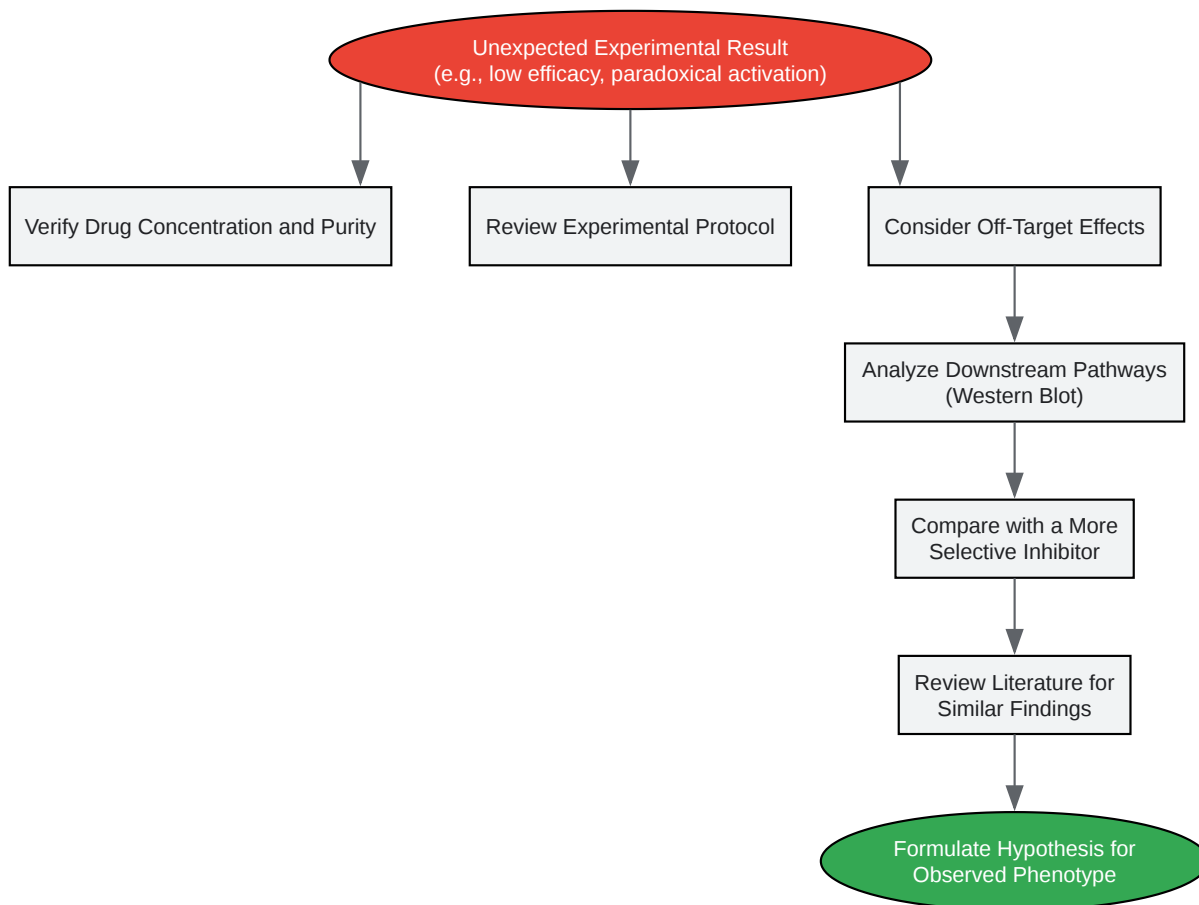 Unexpected Experimental Result
(e.g., low efficacy, paradoxical activation)
Verify Drug Concentration and Purity
Review Experimental Protocol
Consider Off-Target Effects
Analyze Downstream Pathways
(Western Blot)
Compare with a More
Selective Inhibitor
Review Literature for
Similar Findings
Formulate Hypothesis for
Observed Phenotype